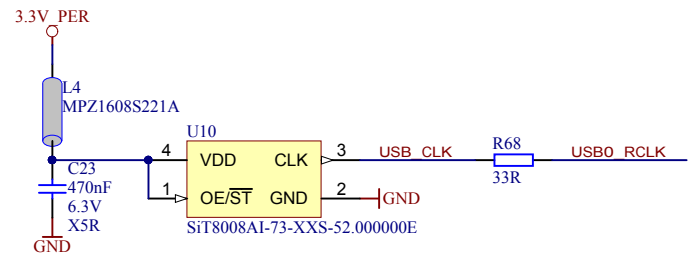 3.3V_PER
L4
MPZ1608S221A
U10
4 VDD CLK 3 USB_CLK R68 USB0_RCLK
33R
C23
470nF
6.3V
X5R
1 OE/ST GND 2 GND
SiT8008AI-73-XXS-52.000000E
GND